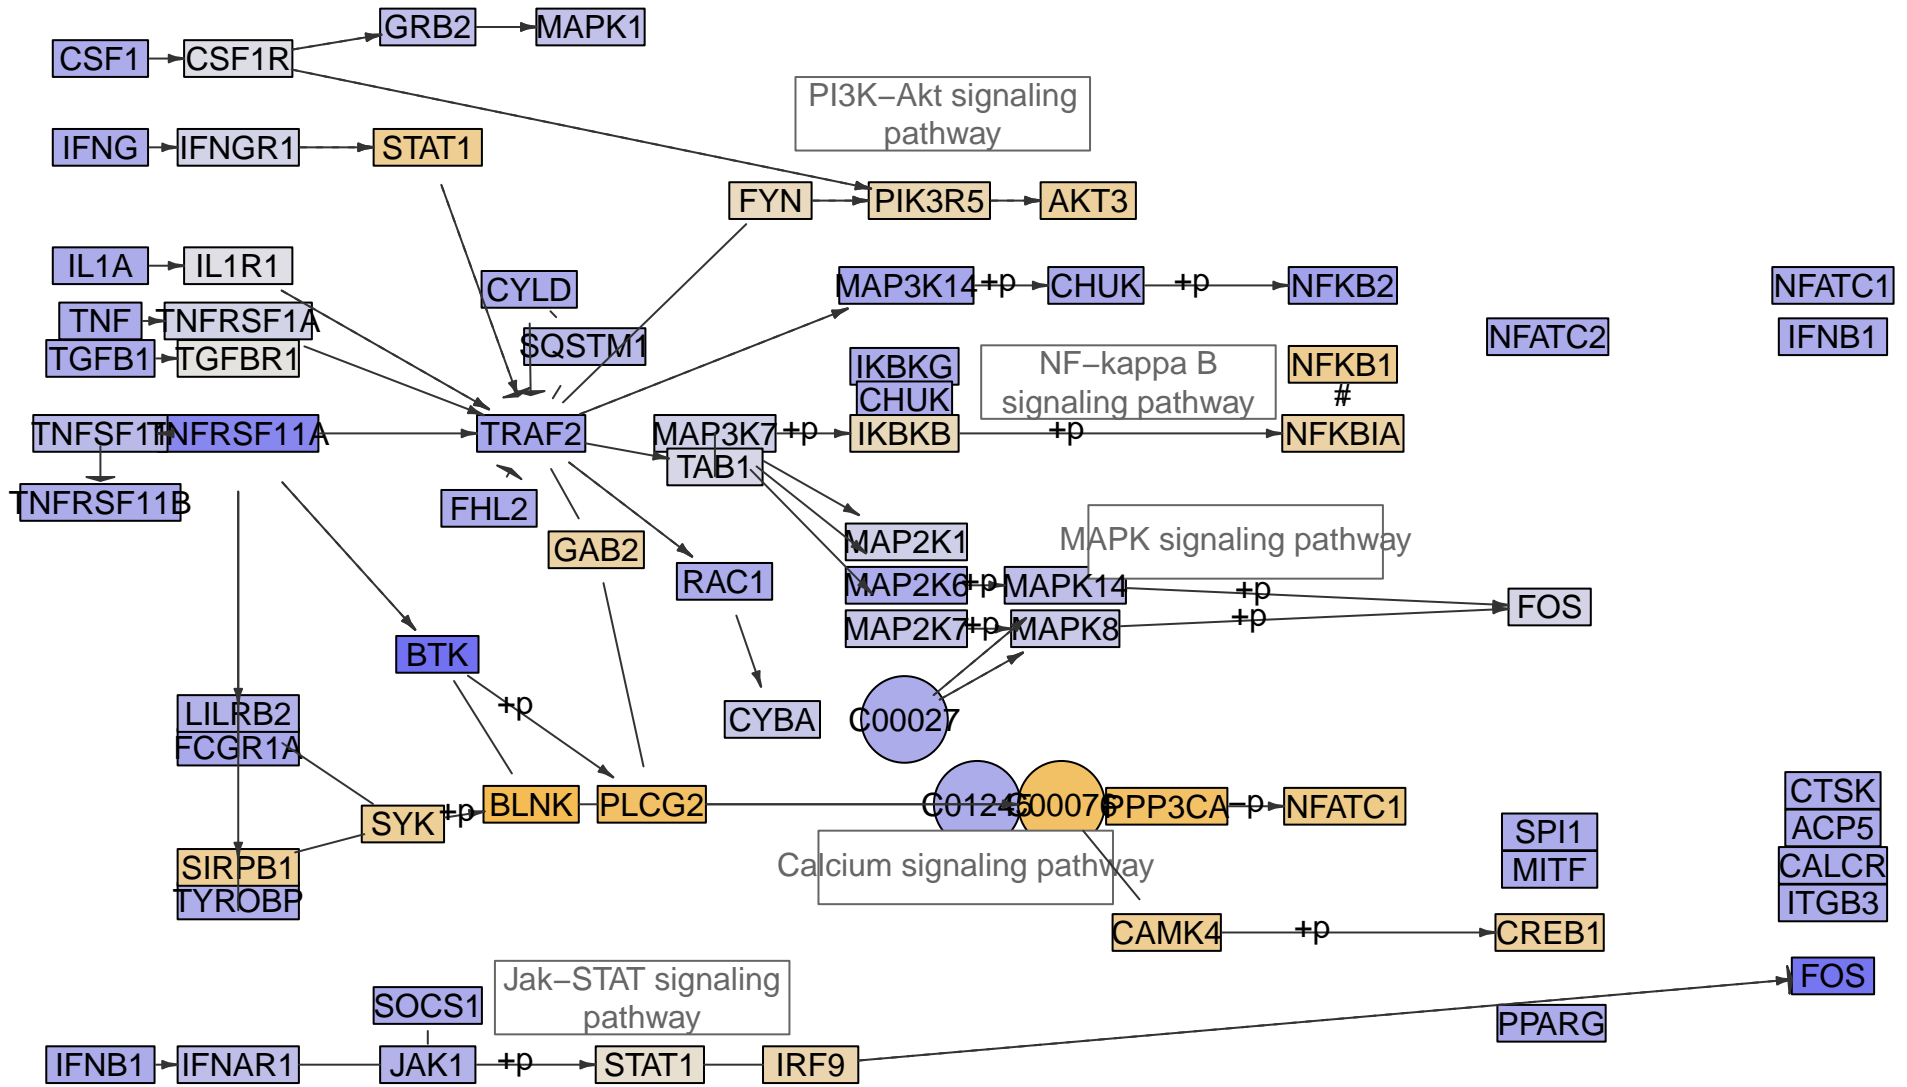 GRB2
MAPK1
CSF1
CSF1R
PI3K−Akt signaling
pathway
IFNG
IFNGR1
STAT1
FYN
PIK3R5
AKT3
IL1A
IL1R1
CYLD
MAP3K14
+p
CHUK
+p
NFKB2
NFATC1
TNF
TNFRSF1A
SQSTM1
NFATC2
IFNB1
TGFB1
TGFBR1
IKBKG
NF−kappa B
signaling pathway
NFKB1
CHUK
#
TNFRSF11A
TRAF2
MAP3K7
+p
IKBKB
+p
NFKBIA
TAB1
TNFRSF11B
FHL2
GAB2
MAP2K1
MAPK signaling pathway
RAC1
MAP2K6
+p
MAPK14
+p
FOS
MAP2K7
+p
MAPK8
+p
BTK
+p
LILRB2
CYBA
C00027
FCGR1A
SYK
+p
BLNK
PLCG2
C00076
PPP3CA
−p
NFATC1
CTSK
SPI1
ACP5
SIRPB1
Calcium signaling pathway
MITF
CALCR
TYROBP
ITGB3
CAMK4
+p
CREB1
Jak−STAT signaling
pathway
FOS
SOCS1
PPARG
IFNB1
IFNAR1
JAK1
+p
STAT1
IRF9